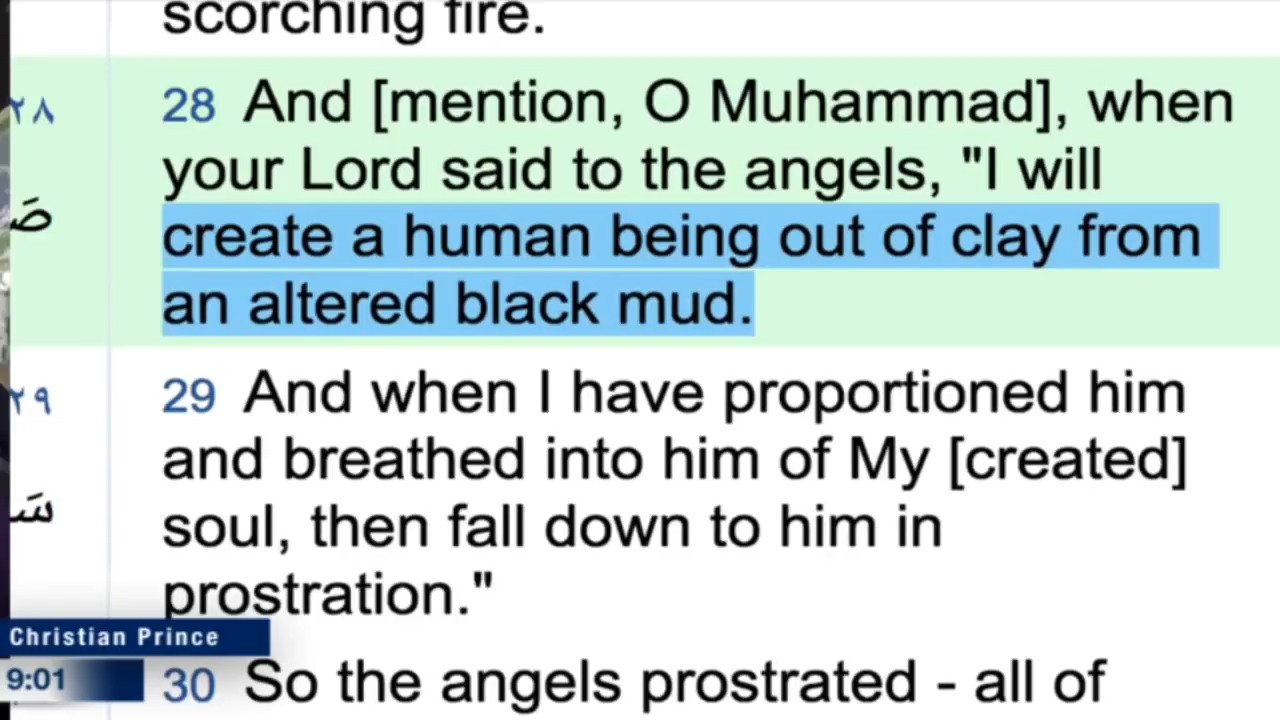 scorching fire.
٢٨
28 And [mention, O Muhammad], when
your Lord said to the angels, "I will
create a human being out of clay from
an altered black mud.
٢٩
29 And when I have proportioned him
and breathed into him of My [created]
soul, then fall down to him in
prostration."
Christian Prince
9:01
30 So the angels prostrated - all of